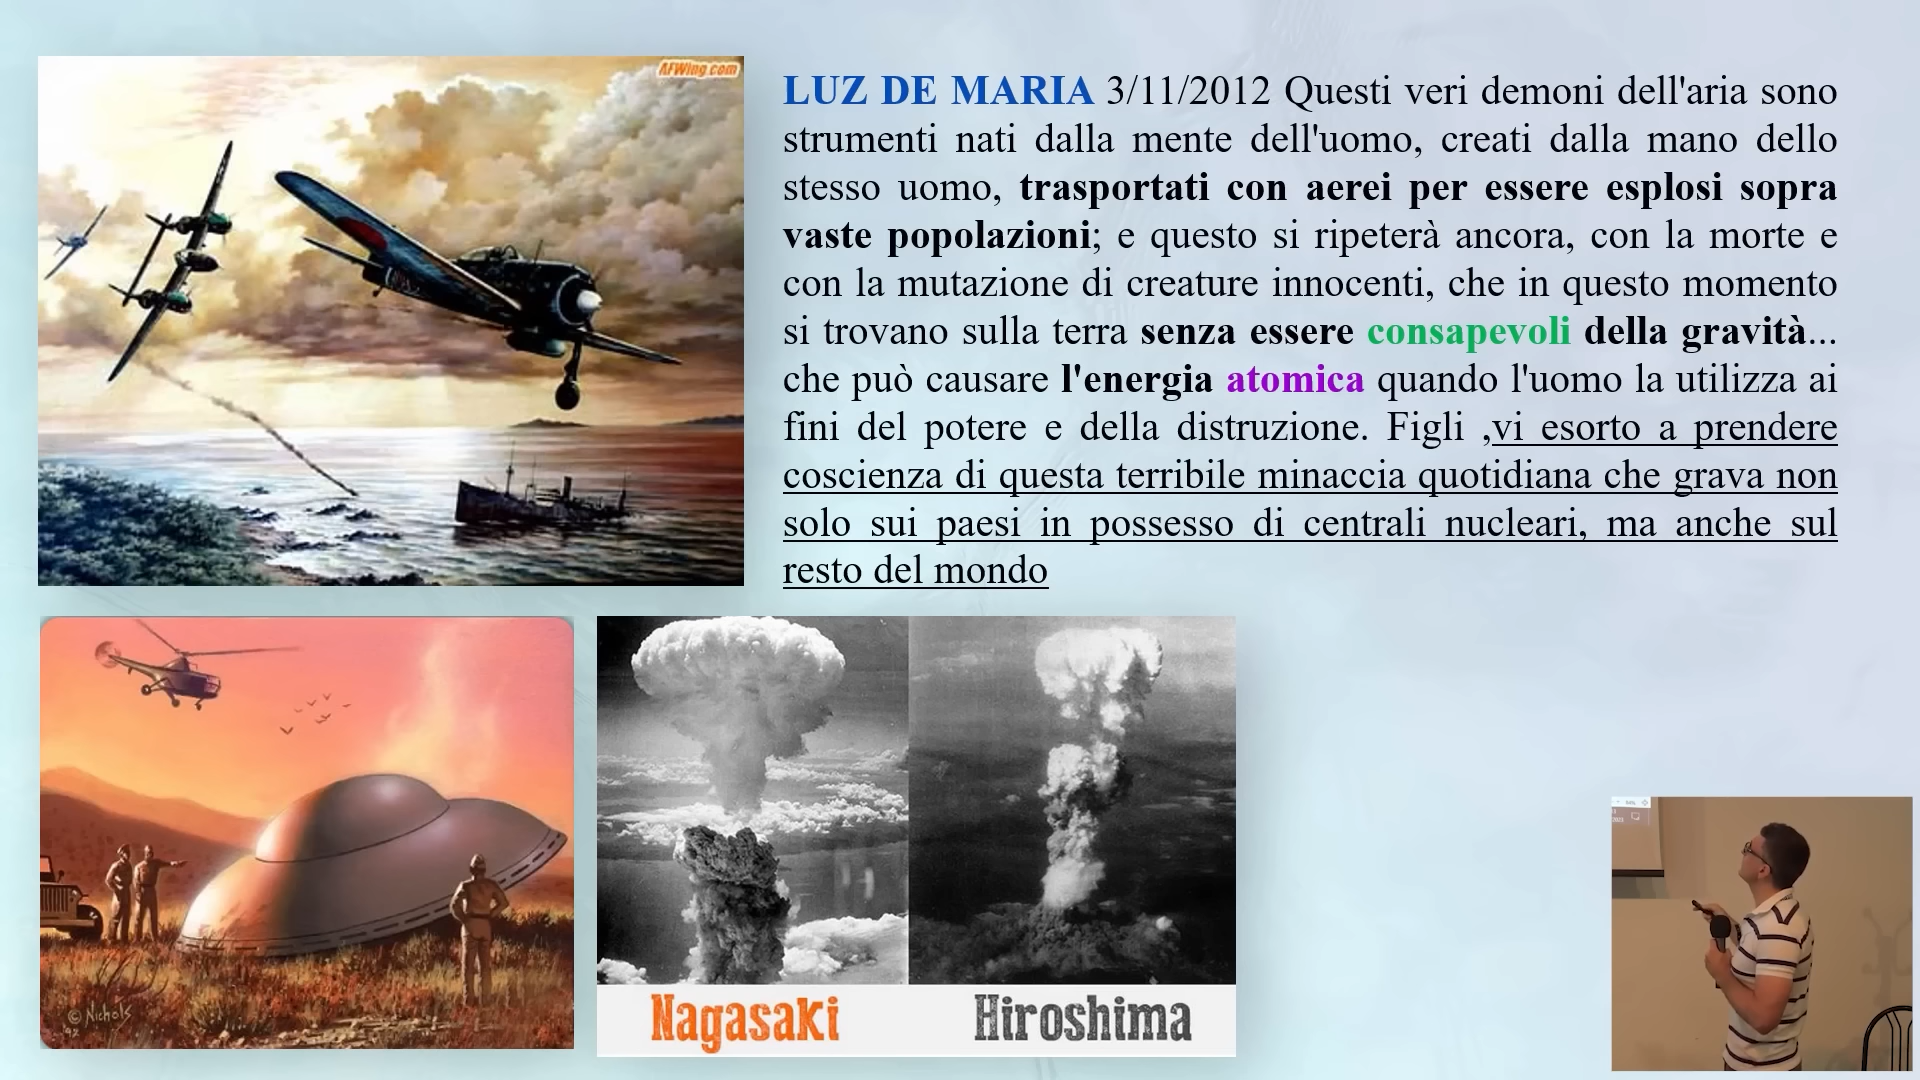 AFWing.com
LUZ DE MARIA 3/11/2012 Questi veri demoni dell'aria sono
strumenti nati dalla mente dell'uomo, creati dalla mano dello
stesso uomo, trasportati con aerei per essere esplosi sopra
vaste popolazioni; e questo si ripeterà ancora, con la morte e
con la mutazione di creature innocenti, che in questo momento
si trovano sulla terra senza essere consapevoli della gravità...
che può causare l'energia atomica quando l'uomo la utilizza ai
fini del potere e della distruzione. Figli ,vi esorto a prendere
coscienza di questa terribile minaccia quotidiana che grava non
solo sui paesi in possesso di centrali nucleari, ma anche sul
resto del mondo
© Nichols
'92
Nagasaki
Hiroshima